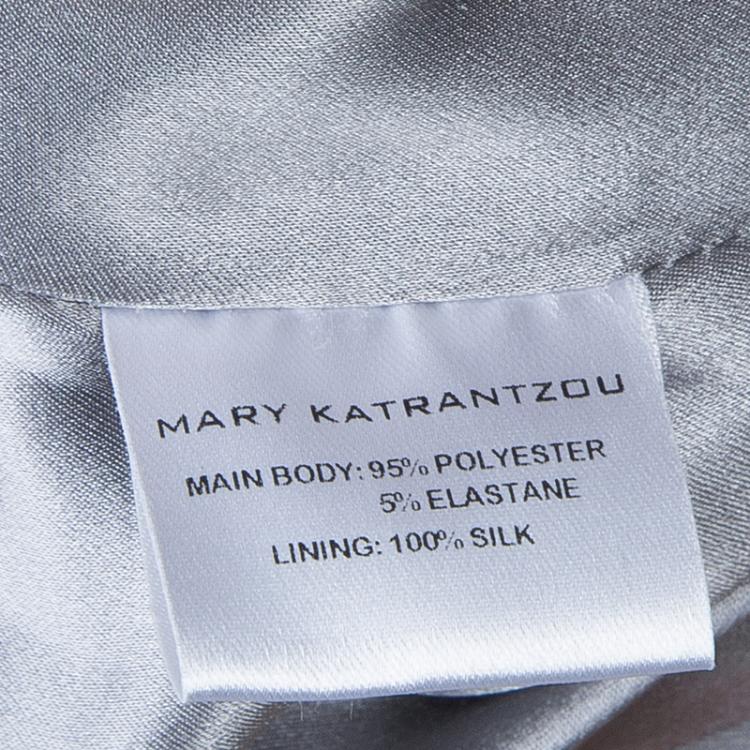 MARY KATRANTZOU
MAIN BODY: 95% POLYESTER
5% ELASTANE
LINING: 100% SILK